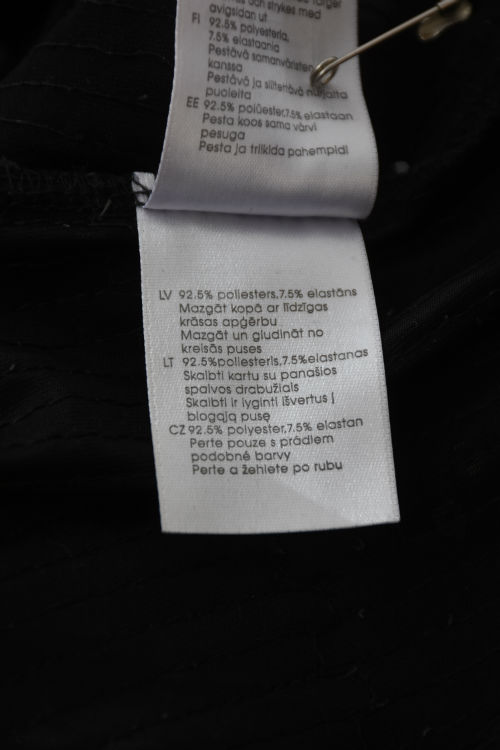 og strykes med
avigsidan ut
FI 92.5% polyesteria,
7.5% elastaania
Pestävä samanväristen
kanssa
Pestävä ja silitettävä nurjalta
puolelta
EE 92.5% polüester,7.5% elastaan
Pesta koos sama värvi
pesuga
Pesta ja triikida pahempidi
LV 92.5% poliesters,7.5% elastāns
Mazgāt kopā ar līdzīgas
krāsas apģērbu
Mazgāt un gludināt no
kreisās puses
LT 92.5%poliesteris,7.5%elastanas
Skalbti kartu su panašios
spalvos drabužiais
Skalbti ir lyginti išvertus į
blogąją pusę
CZ 92.5% polyester,7.5% elastan
Perte pouze s prádlem
podobné barvy
Perte a žehlete po rubu